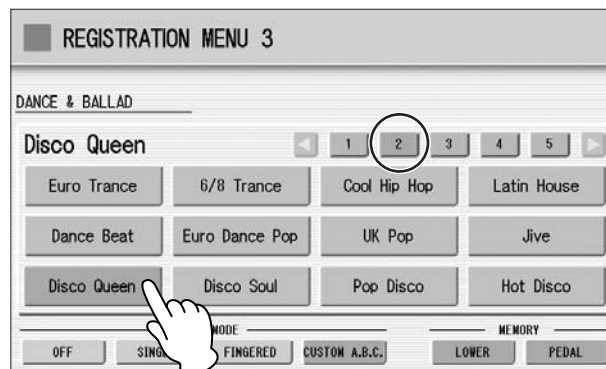 REGISTRATION MENU 3
DANCE & BALLAD
Disco Queen 1 2 3 4 5
Euro Trance 6/8 Trance Cool Hip Hop Latin House
Dance Beat Euro Dance Pop UK Pop Jive
Disco Queen Disco Soul Pop Disco Hot Disco
MEMORY
OFF FINGERED CUSTOM A.B.C. LOWER PEDAL